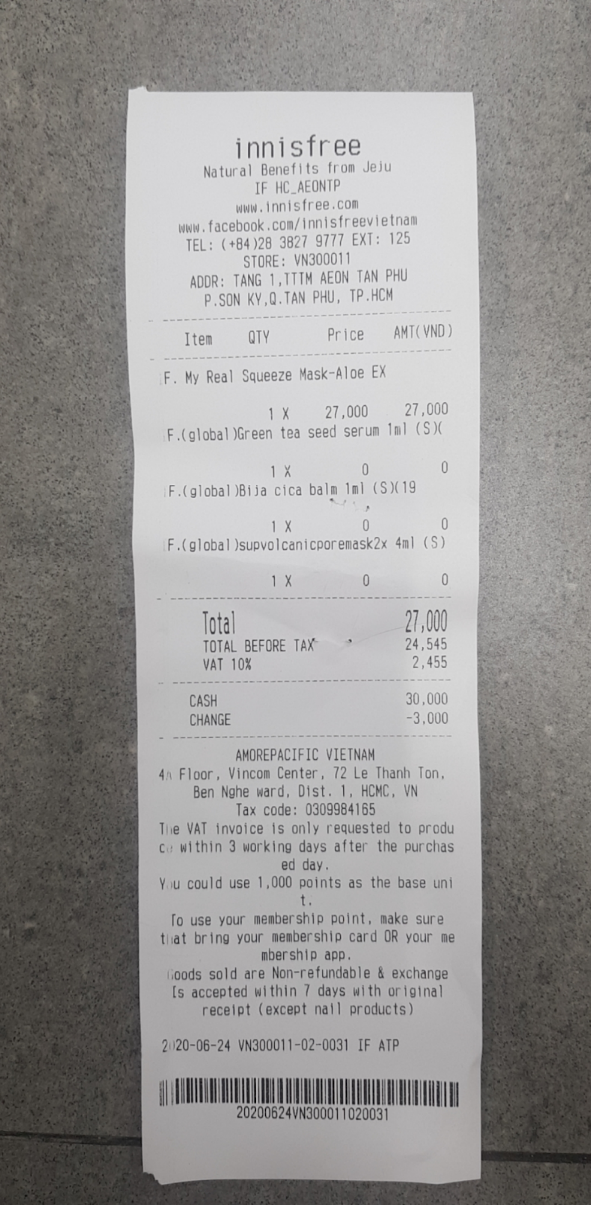 innisfree
Natural Benefits from Jeju
IF HC_AEONTP
www.innisfree.com
www.facebook.com/innisfreevietnam
TEL: (+84)28 3827 9777 EXT: 125
STORE: VN300011
ADDR: TANG 1,TTTM AEON TAN PHU
P.SON KY,Q.TAN PHU, TP.HCM
Item QTY Price AMT(VND)
F. My Real Squeeze Mask-Aloe EX
1 X 27,000 27,000
F.(global)Green tea seed serum 1ml (S)(
1 X 0 0
F.(global)Bija cica balm 1ml (S)(19
1 X 0 0
F.(global)supvolcanicporemask2x 4ml (S)
1 X 0 0
Total 27,000
TOTAL BEFORE TAX 24,545
VAT 10% 2,455
CASH 30,000
CHANGE -3,000
AMOREPACIFIC VIETNAM
4n Floor, Vincom Center, 72 Le Thanh Ton,
Ben Nghe ward, Dist. 1, HCMC, VN
Tax code: 0309984165
The VAT invoice is only requested to produ
ce within 3 working days after the purchas
ed day.
You could use 1,000 points as the base uni
t.
To use your membership point, make sure
that bring your membership card OR your me
mbership app.
Goods sold are Non-refundable & exchange
Is accepted within 7 days with original
receipt (except nail products)
2020-06-24 VN300011-02-0031 IF ATP
20200624VN300011020031